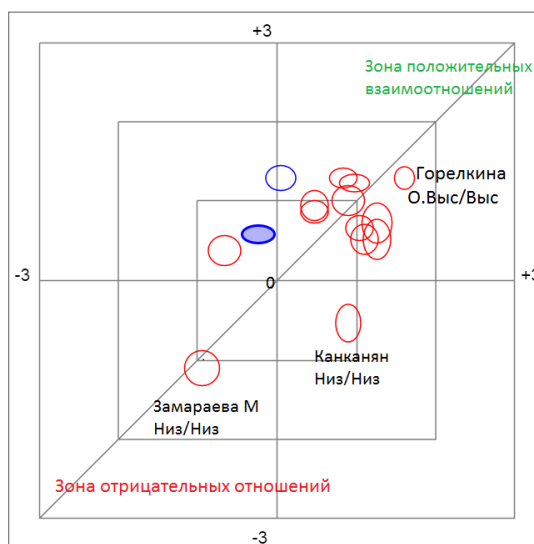 +3
Зона положительных
взаимоотношений
Горелкина
О.Выс/Выс
-3
0
+3
Канканян
Низ/Низ
Замараева М
Низ/Низ
Зона отрицательных отношений
-3